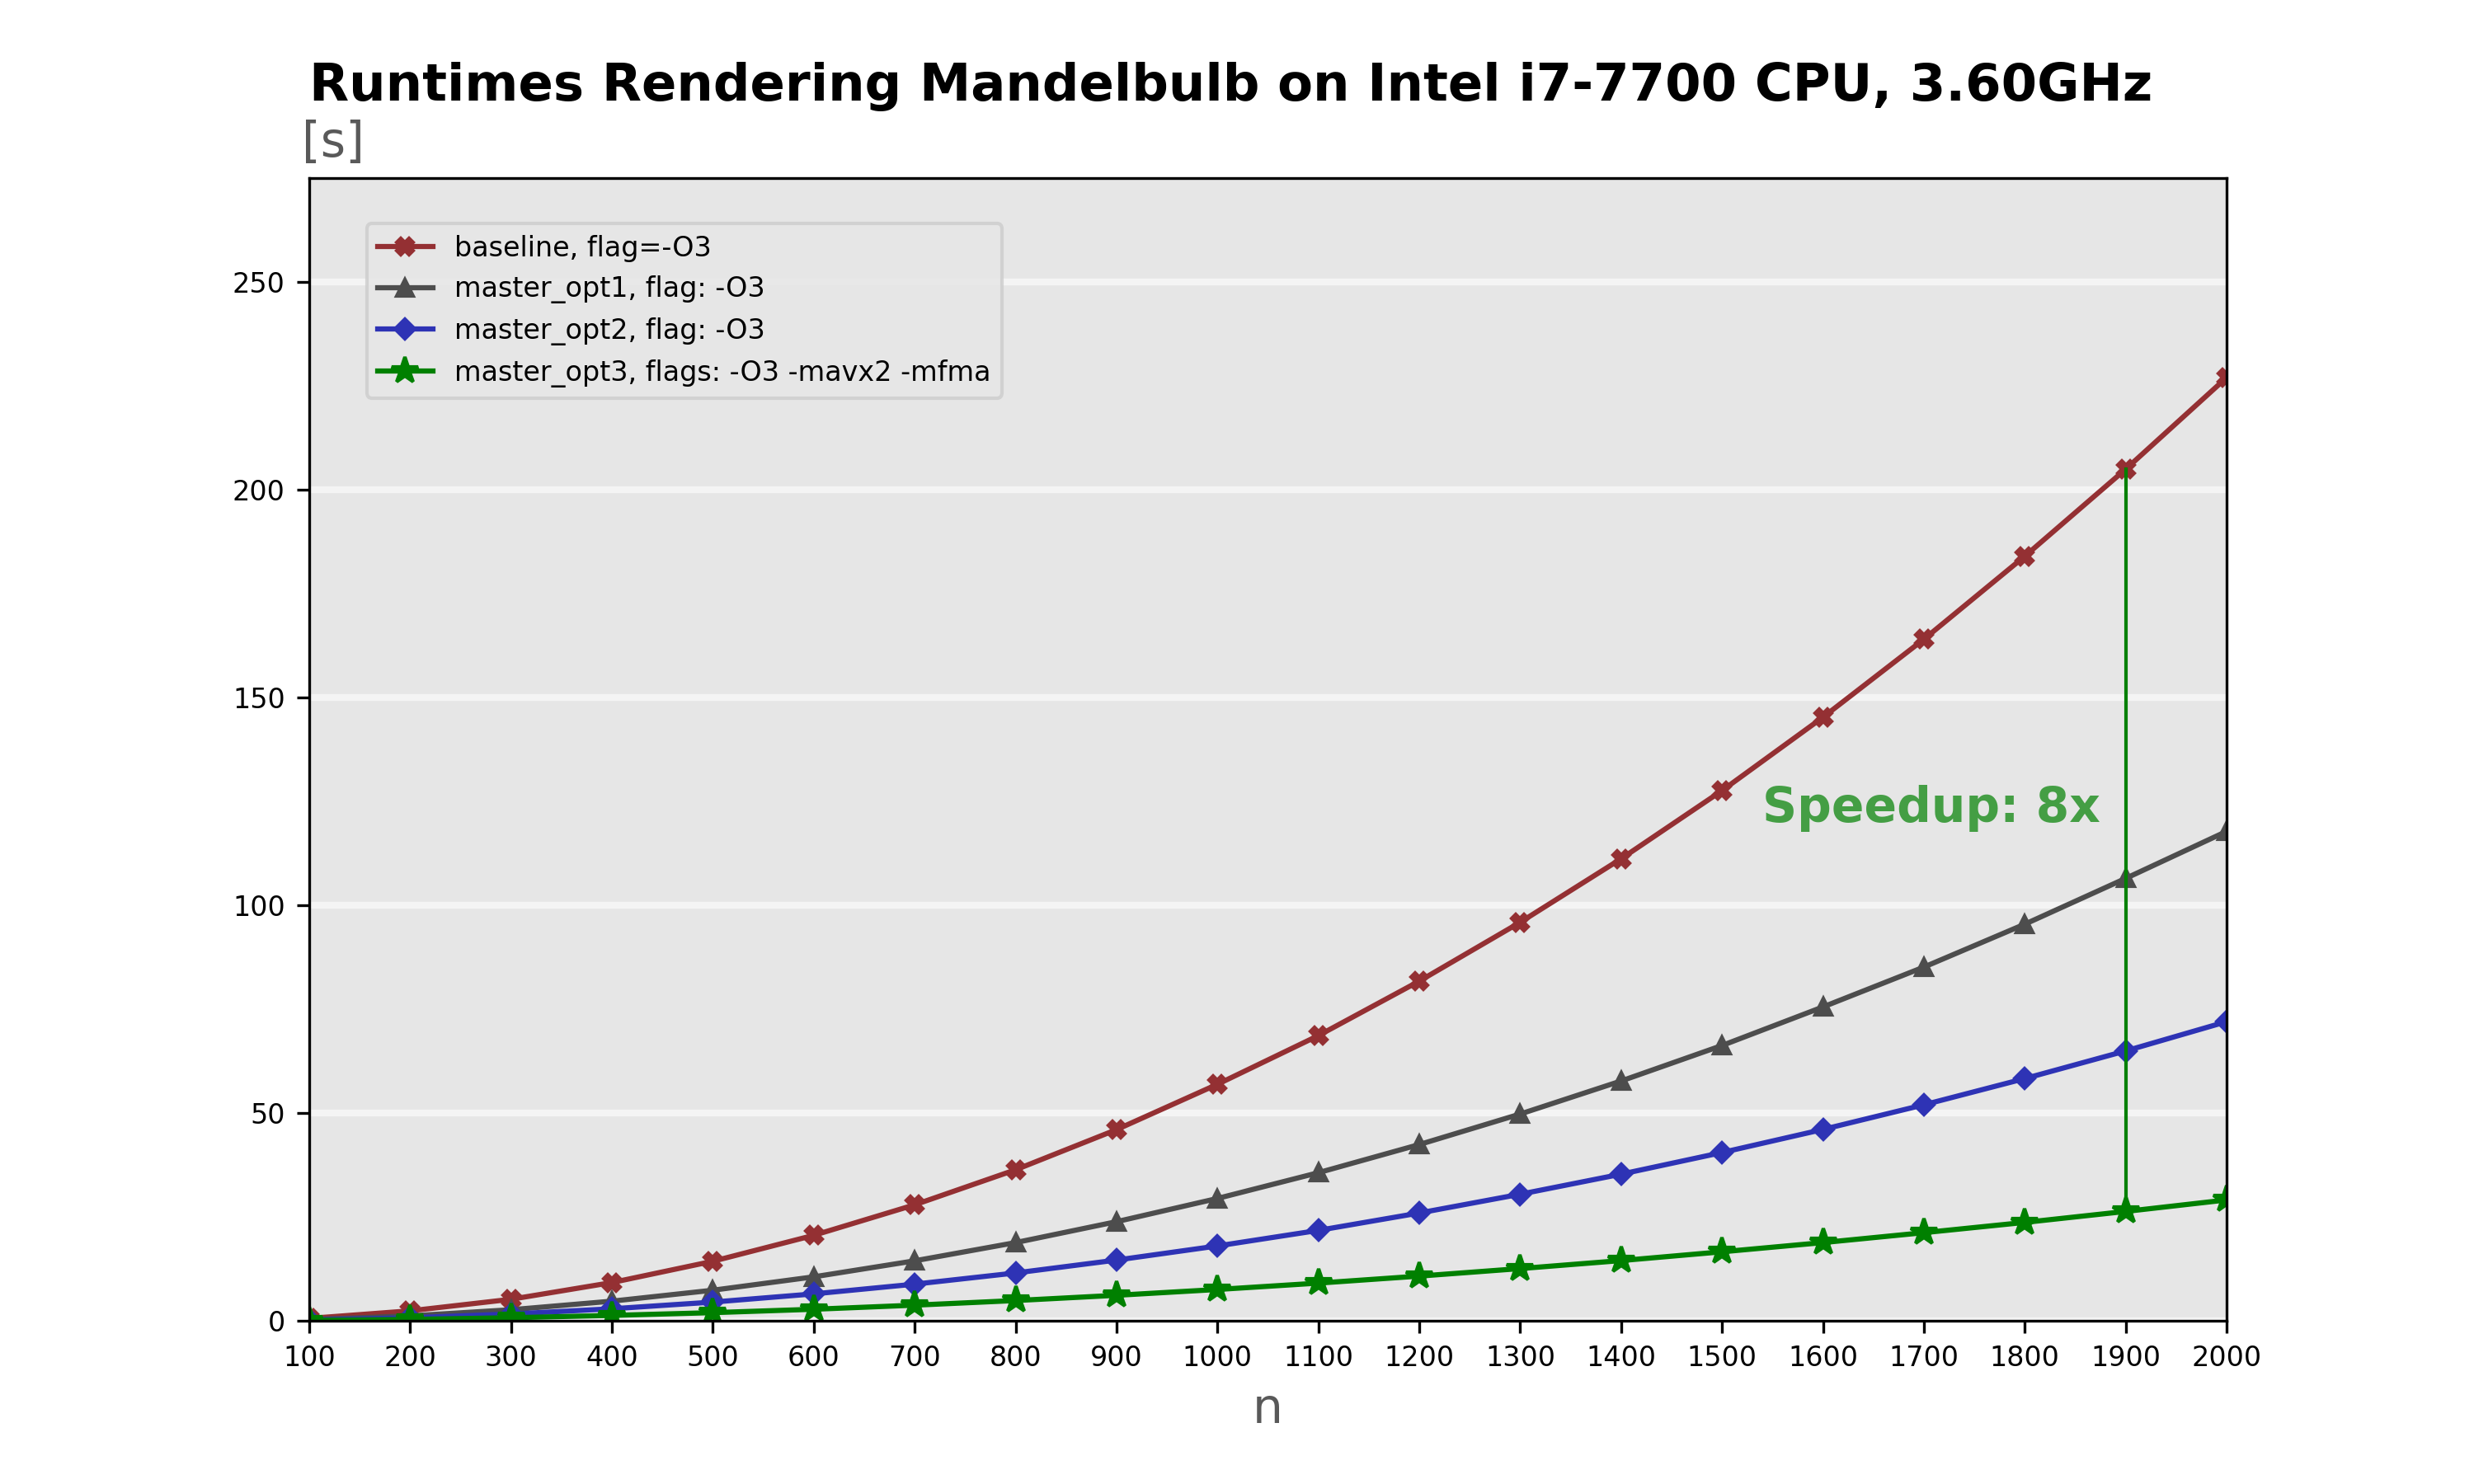 Runtimes Rendering Mandelbulb on Intel i7-7700 CPU, 3.60GHz
[s]
baseline, flag=-O3
master_opt1, flag: -O3
master_opt2, flag: -O3
master_opt3, flags: -O3 -mavx2 -mfma
250
200
150
100
50
0
Speedup: 8x
100 200 300 400 500 600 700 800 900 1000 1100 1200 1300 1400 1500 1600 1700 1800 1900 2000
n